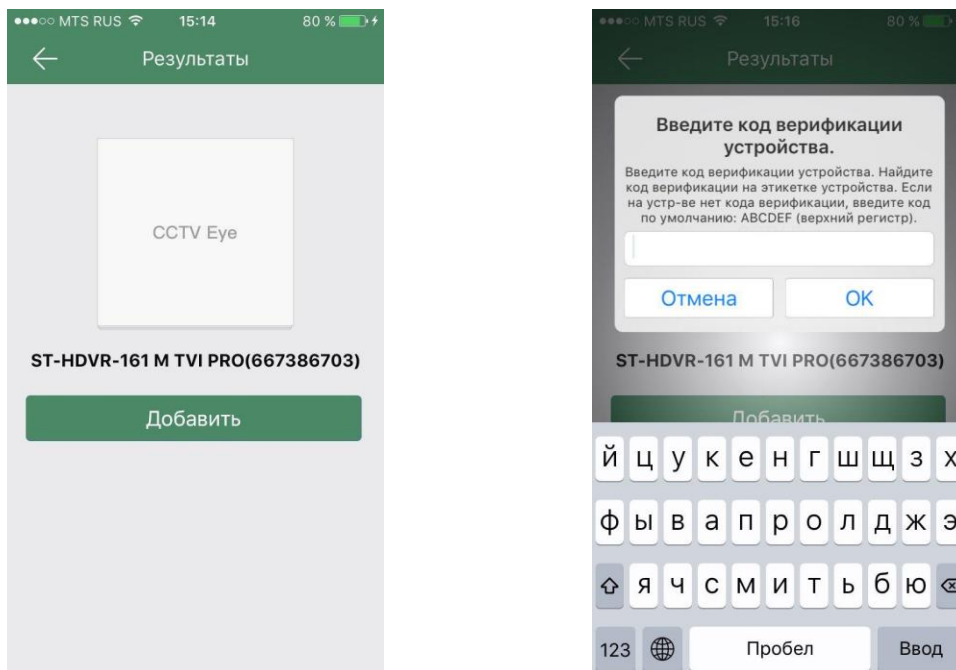 MTS RUS 15:14 80 %
Результаты
CCTV Eye
ST-HDVR-161 M TVI PRO(667386703)
Добавить
MTS RUS 15:16 80 %
Результаты
Введите код верификации
устройства.
Введите код верификации устройства. Найдите
код верификации на этикетке устройства. Если
на устр-ве нет кода верификации, введите код
по умолчанию: ABCDEF (верхний регистр).
Отмена OK
ST-HDVR-161 M TVI PRO(667386703)
Добавить
й ц у к е н г ш щ з х
ф ы в а п р о л д ж э
я ч с м и т ь б ю
123 Пробел Ввод